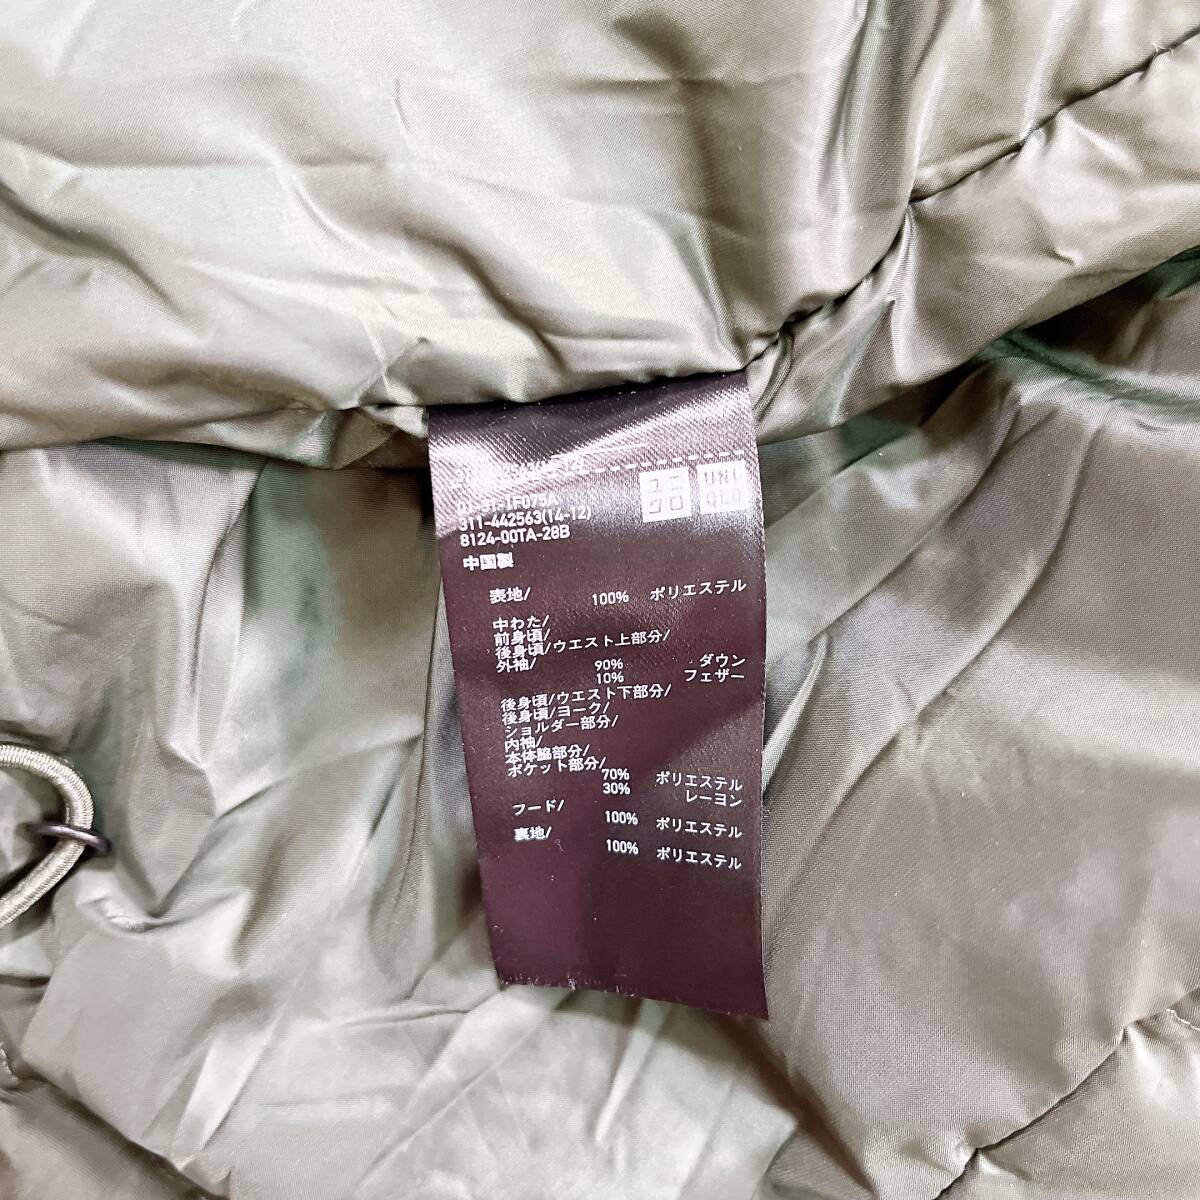 ユニ
クロ
UNI
QLO
311-442563(14-12)
8124-00TA-28B
中国製
表地/ 100% ポリエステル
中わた/
前身頃/
後身頃/ウエスト上部分/
外袖/ 90% ダウン
10% フェザー
後身頃/ウエスト下部分/
後身頃/ヨーク/
ショルダー部分/
内袖/
本体脇部分/
ポケット部分/
70% ポリエステル
30% レーヨン
フード/ 100% ポリエステル
裏地/ 100% ポリエステル